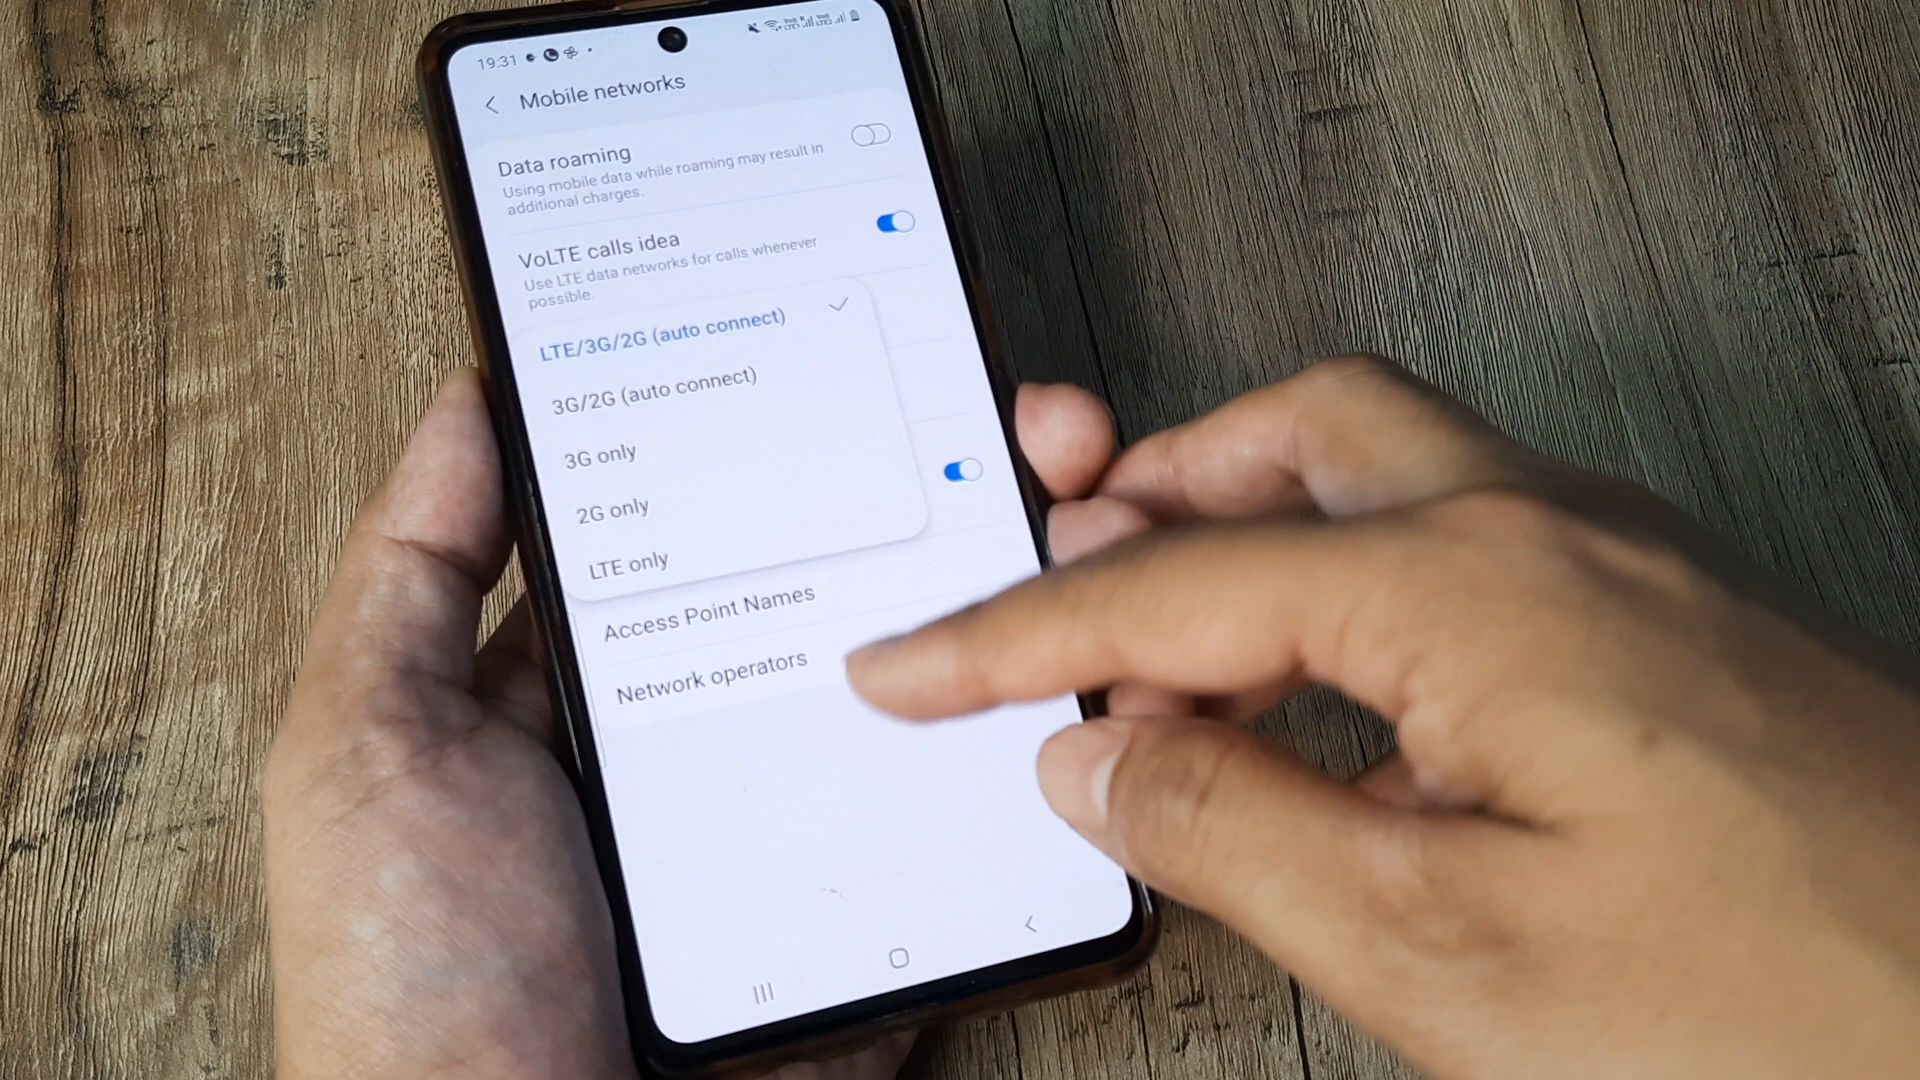 19:31
Mobile networks
Data roaming
Using mobile data while roaming may result in
additional charges.
VoLTE calls idea
Use LTE data networks for calls whenever
possible.
LTE/3G/2G (auto connect)
3G/2G (auto connect)
3G only
2G only
LTE only
Access Point Names
Network operators